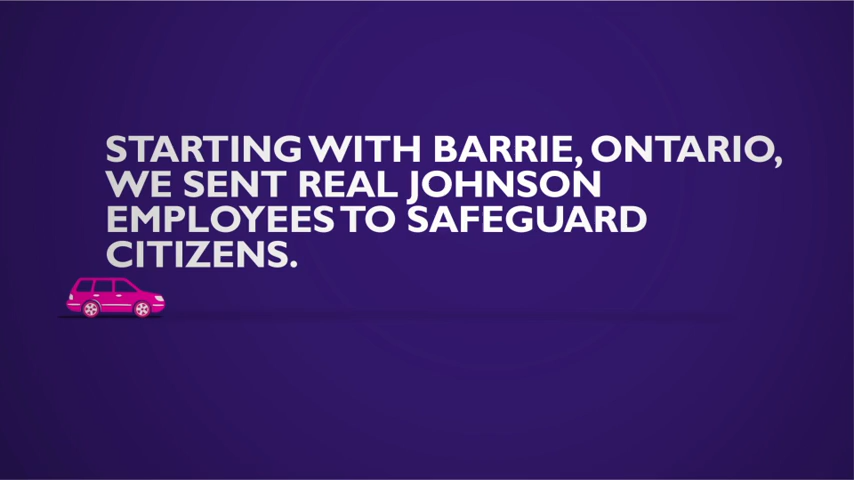 STARTING WITH BARRIE, ONTARIO,
WE SENT REAL JOHNSON
EMPLOYEES TO SAFEGUARD
CITIZENS.